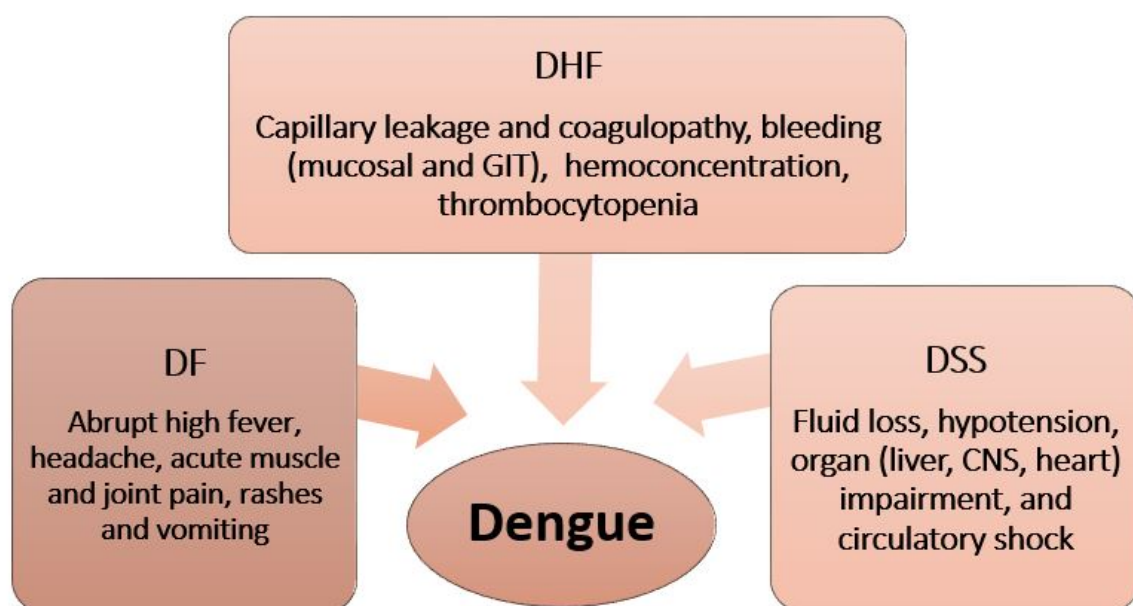 DHF
Capillary leakage and coagulopathy, bleeding
(mucosal and GIT), hemoconcentration,
thrombocytopenia
DF
Abrupt high fever,
headache, acute muscle
and joint pain, rashes
and vomiting
DSS
Fluid loss, hypotension,
organ (liver, CNS, heart)
impairment, and
circulatory shock
Dengue